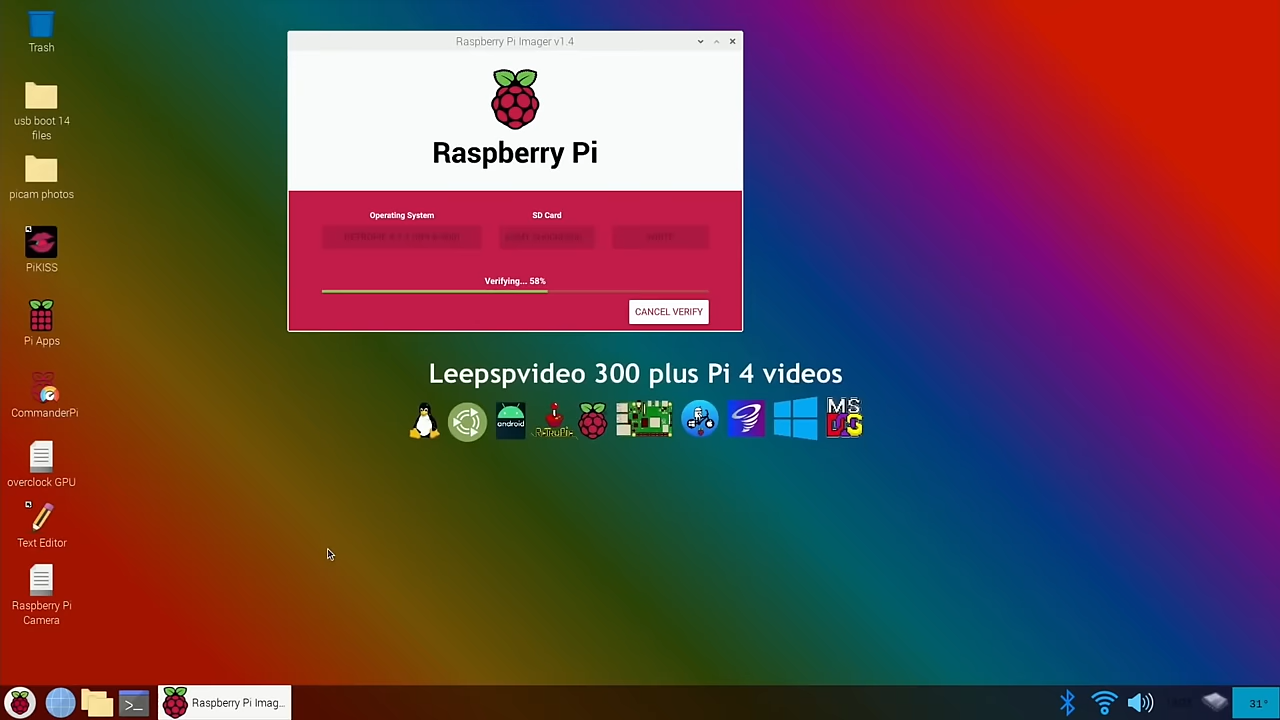 Trash
usb boot 14
files
picam photos
PiKISS
Pi Apps
CommanderPi
overclock GPU
Text Editor
Raspberry Pi
Camera
Raspberry Pi Imager v1.4
Raspberry Pi
Operating System
SD Card
WRITE
Verifying... 58%
CANCEL VERIFY
Leepspvideo 300 plus Pi 4 videos
android
RetroPie
MS
Raspberry Pi Imag...
31°